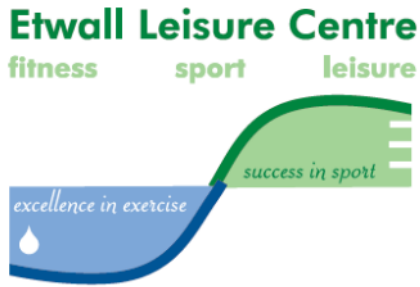 Etwall Leisure Centre
fitness sport leisure
success in sport
excellence in exercise